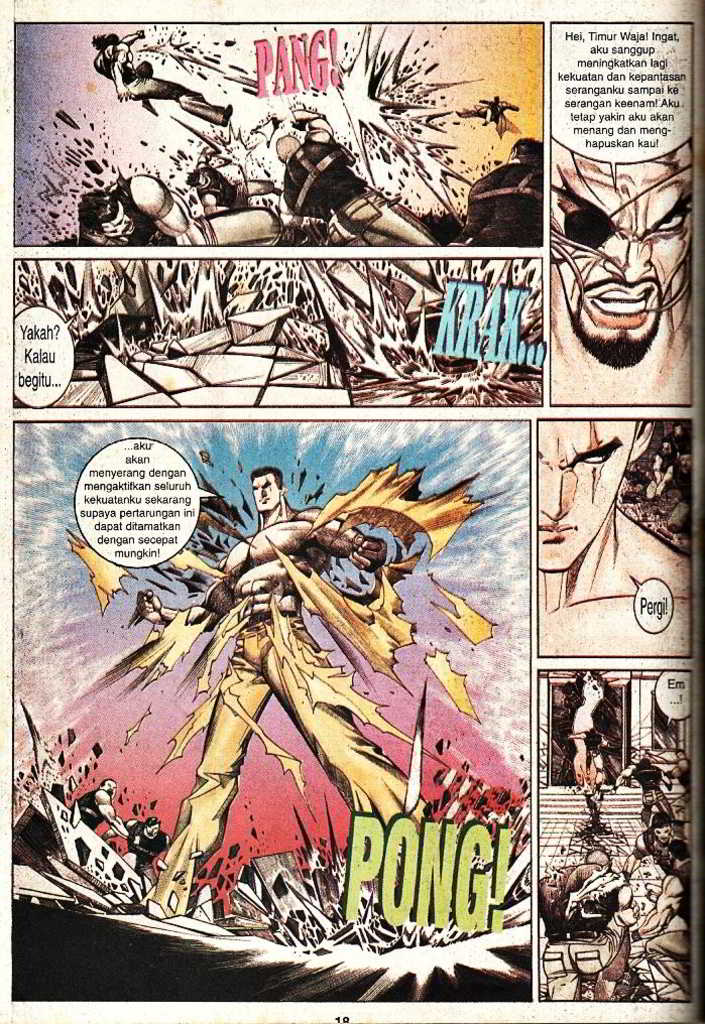 PANG!
Hei, Timur Waja! Ingat,
aku sanggup
meningkatkan lagi
kekuatan dan kepantasan
seranganku sampai ke
serangan keenam! Aku
tetap yakin aku akan
menang dan meng-
hapuskan kau!
Yakah?
Kalau
begitu...
KRAK...
...aku
akan
menyerang dengan
mengaktifkan seluruh
kekuatanku sekarang
supaya pertarungan ini
dapat ditamatkan
dengan secepat
mungkin!
PONG!
Pergi!
Em
...!
18